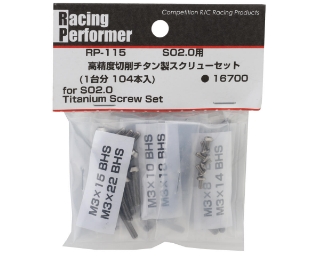 Racing
Performer
Competition R/C Racing Products
RP-115 SO2.0用
高精度切削チタン製スクリューセット
(1台分 104本入) ● 16700
for SO2.0
Titanium Screw Set
M3×15 BHS
M3×22 BHS
M3×10 BHS
BHS
M3×8
M3×14 BHS